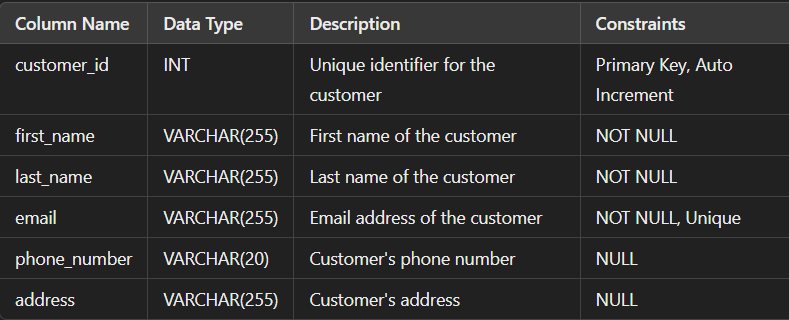 Column Name Data Type Description Constraints
customer_id INT Unique identifier for the customer Primary Key, Auto Increment
first_name VARCHAR(255) First name of the customer NOT NULL
last_name VARCHAR(255) Last name of the customer NOT NULL
email VARCHAR(255) Email address of the customer NOT NULL, Unique
phone_number VARCHAR(20) Customer's phone number NULL
address VARCHAR(255) Customer's address NULL